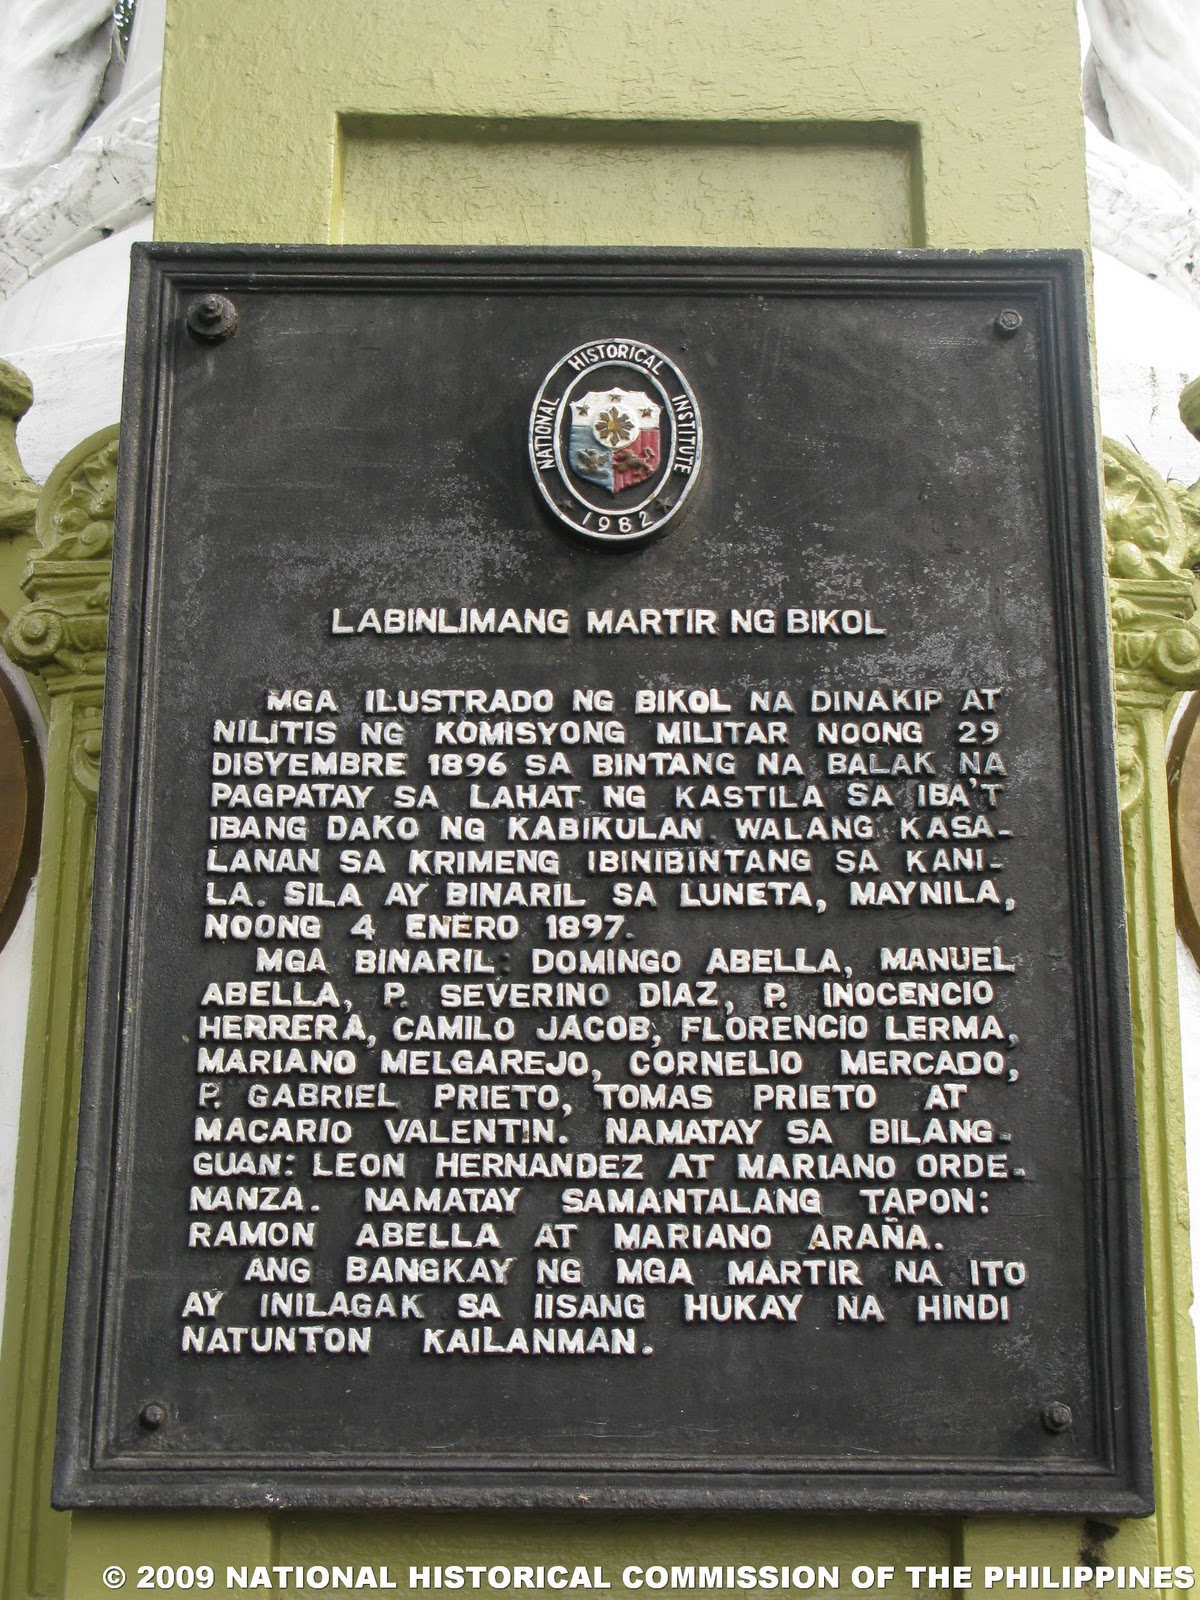 NATIONAL HISTORICAL INSTITUTE
1982
LABINLIMANG MARTIR NG BIKOL
MGA ILUSTRADO NG BIKOL NA DINAKIP AT
NILITIS NG KOMISYONG MILITAR NOONG 29
DISYEMBRE 1896 SA BINTANG NA BALAK NA
PAGPATAY SA LAHAT NG KASTILA SA IBA'T
IBANG DAKO NG KABIKULAN. WALANG KASA-
LANAN SA KRIMENG IBINIBINTANG SA KANI-
LA. SILA AY BINARIL SA LUNETA, MAYNILA,
NOONG 4 ENERO 1897.
MGA BINARIL: DOMINGO ABELLA, MANUEL
ABELLA, P. SEVERINO DIAZ, P. INOCENCIO
HERRERA, CAMILO JACOB, FLORENCIO LERMA,
MARIANO MELGAREJO, CORNELIO MERCADO,
P. GABRIEL PRIETO, TOMAS PRIETO AT
MACARIO VALENTIN. NAMATAY SA BILANG-
GUAN: LEON HERNANDEZ AT MARIANO ORDE-
NANZA. NAMATAY SAMANTALANG TAPON:
RAMON ABELLA AT MARIANO ARAÑA.
ANG BANGKAY NG MGA MARTIR NA ITO
AY INILAGAK SA IISANG HUKAY NA HINDI
NATUNTON KAILANMAN.
© 2009 NATIONAL HISTORICAL COMMISSION OF THE PHILIPPINES